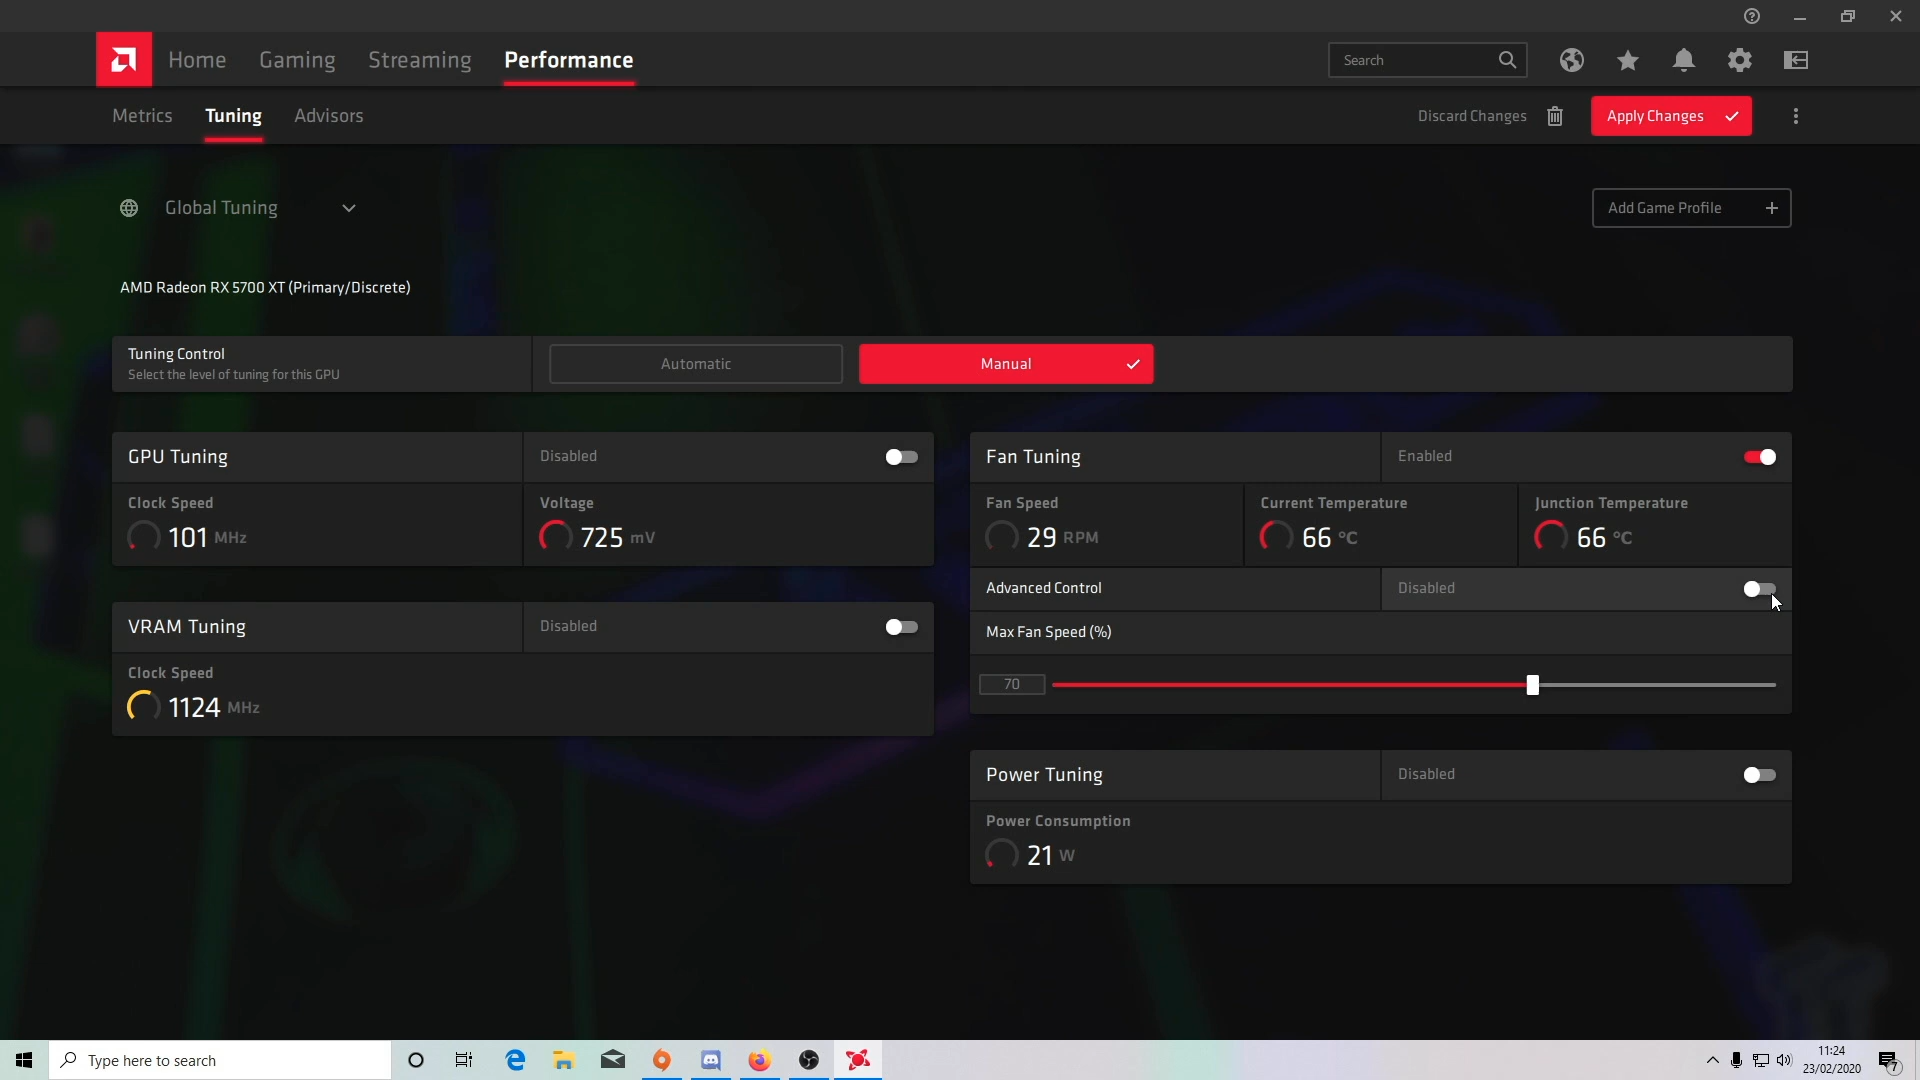 Home Gaming Streaming Performance
Search
Metrics Tuning Advisors
Discard Changes
Apply Changes
Global Tuning
Add Game Profile
AMD Radeon RX 5700 XT (Primary/Discrete)
Tuning Control
Select the level of tuning for this GPU
Automatic
Manual
GPU Tuning
Disabled
Clock Speed
101 MHz
Voltage
725 mV
VRAM Tuning
Disabled
Clock Speed
1124 MHz
Fan Tuning
Enabled
Fan Speed
29 RPM
Current Temperature
66 °C
Junction Temperature
66 °C
Advanced Control
Disabled
Max Fan Speed (%)
70
Power Tuning
Disabled
Power Consumption
21 W
Type here to search
11:24
23/02/2020
7